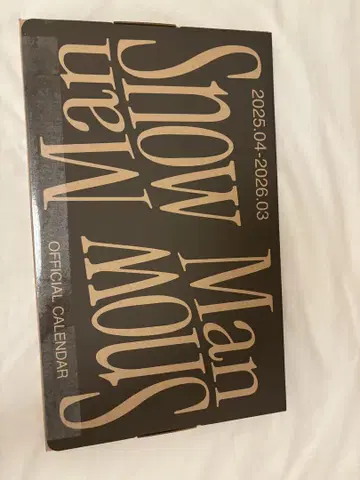 2025.04-2026.03
Snow Man
Snow Man
OFFICIAL CALENDAR